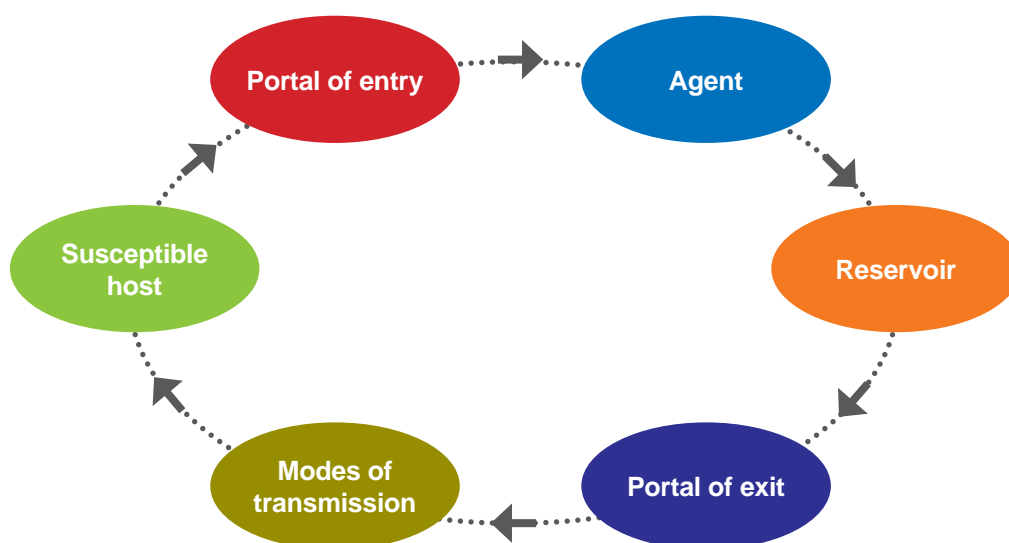 Portal of entry
Agent
Reservoir
Portal of exit
Modes of
transmission
Susceptible
host